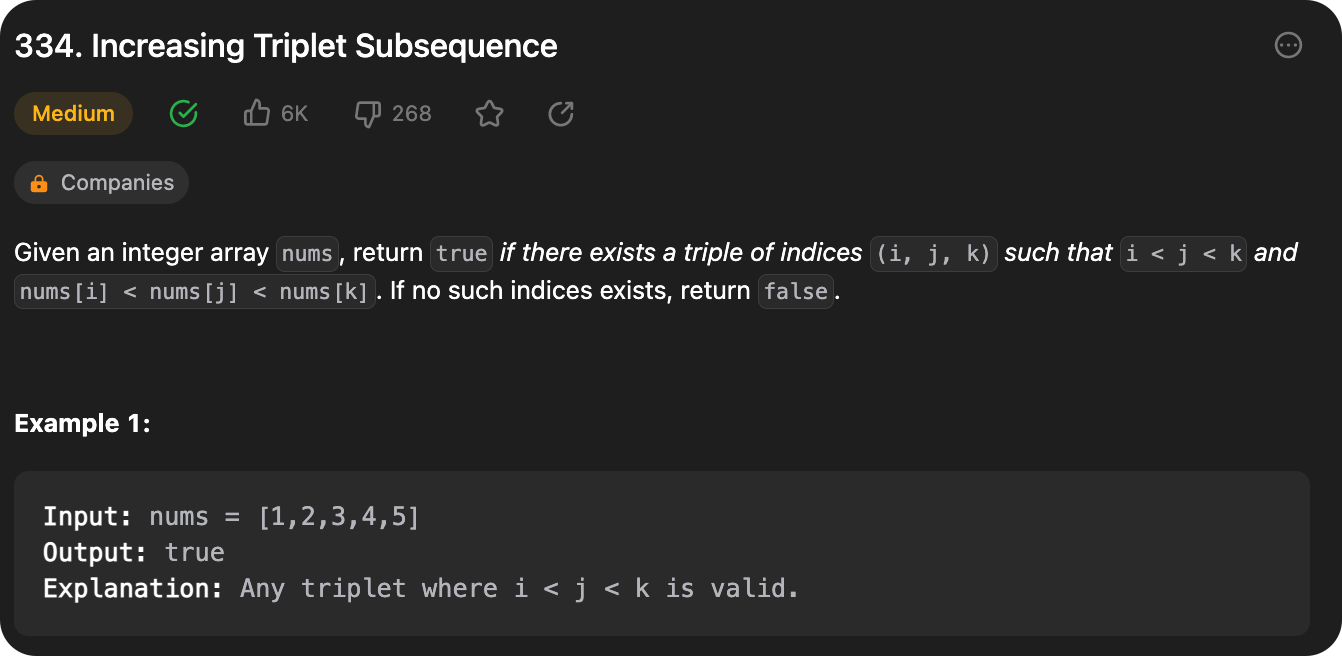 334. Increasing Triplet Subsequence
Medium 6K 268
Companies
Given an integer array nums, return true if there exists a triple of indices (i, j, k) such that i < j < k and
nums[i] < nums[j] < nums[k]. If no such indices exists, return false.
Example 1:
Input: nums = [1,2,3,4,5]
Output: true
Explanation: Any triplet where i < j < k is valid.